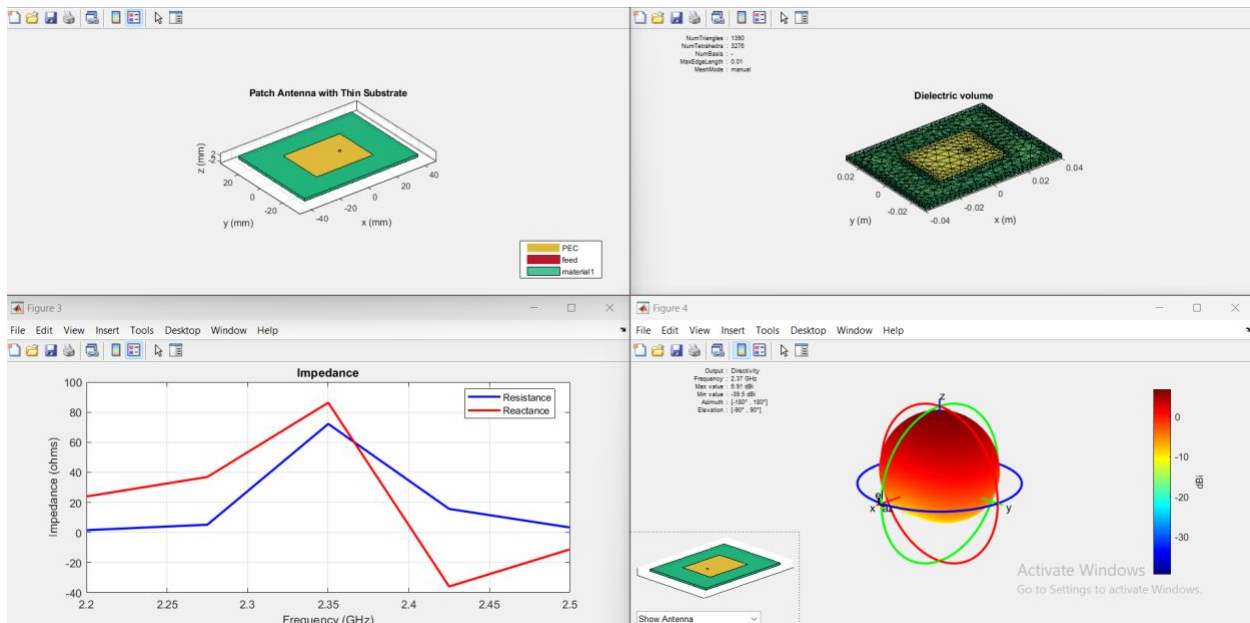 Patch Antenna with Thin Substrate
z (mm)
2
-2
20
0
-20
y (mm)
-40
-20
0
20
40
x (mm)
PEC
feed
material1
NumTriangles : 1390
NumTetrahedra : 3276
NumBasis : -
MaxEdgeLength : 0.01
MeshMode : manual
Dielectric volume
0.02
0
-0.02
y (m)
-0.04
-0.02
0
0.02
0.04
x (m)
Figure 3
File Edit View Insert Tools Desktop Window Help
Impedance
Impedance (ohms)
100
80
60
40
20
0
-20
-40
2.2 2.25 2.3 2.35 2.4 2.45 2.5
Frequency (GHz)
Resistance
Reactance
Figure 4
File Edit View Insert Tools Desktop Window Help
Output : Directivity
Frequency : 2.37 GHz
Max value : 6.91 dBi
Min value : -39.5 dBi
Azimuth : [-180° , 180°]
Elevation : [-90° , 90°]
z
x
az
y
0
-10
-20
-30
dBi
Show Antenna
Activate Windows
Go to Settings to activate Windows.